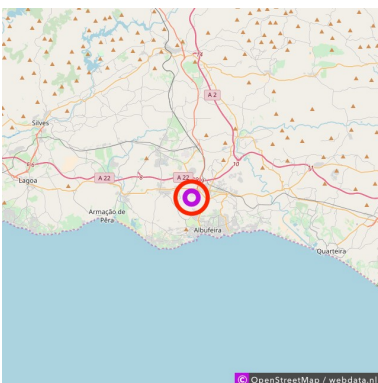 A 2
Silves
A 22
A 22
Lagoa
Armação de
Pêra
Albufeira
Quarteira
© OpenStreetMap / webdata.nl